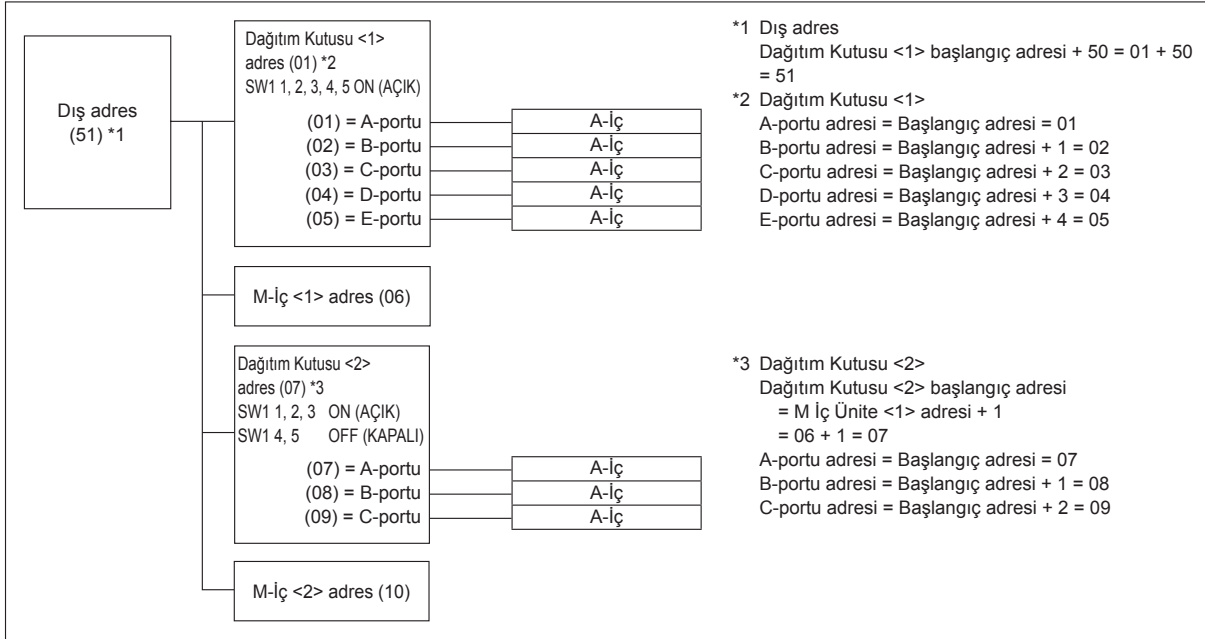 Dış adres
(51) *1
Dağıtım Kutusu <1>
adres (01) *2
SW1 1, 2, 3, 4, 5 ON (AÇIK)
(01) = A-portu
A-İç
(02) = B-portu
A-İç
(03) = C-portu
A-İç
(04) = D-portu
A-İç
(05) = E-portu
A-İç
M-İç <1> adres (06)
Dağıtım Kutusu <2>
adres (07) *3
SW1 1, 2, 3 ON (AÇIK)
SW1 4, 5 OFF (KAPALI)
(07) = A-portu
A-İç
(08) = B-portu
A-İç
(09) = C-portu
A-İç
M-İç <2> adres (10)
*1 Dış adres
Dağıtım Kutusu <1> başlangıç adresi + 50 = 01 + 50
= 51
*2 Dağıtım Kutusu <1>
A-portu adresi = Başlangıç adresi = 01
B-portu adresi = Başlangıç adresi + 1 = 02
C-portu adresi = Başlangıç adresi + 2 = 03
D-portu adresi = Başlangıç adresi + 3 = 04
E-portu adresi = Başlangıç adresi + 4 = 05
*3 Dağıtım Kutusu <2>
Dağıtım Kutusu <2> başlangıç adresi
= M İç Ünite <1> adresi + 1
= 06 + 1 = 07
A-portu adresi = Başlangıç adresi = 07
B-portu adresi = Başlangıç adresi + 1 = 08
C-portu adresi = Başlangıç adresi + 2 = 09